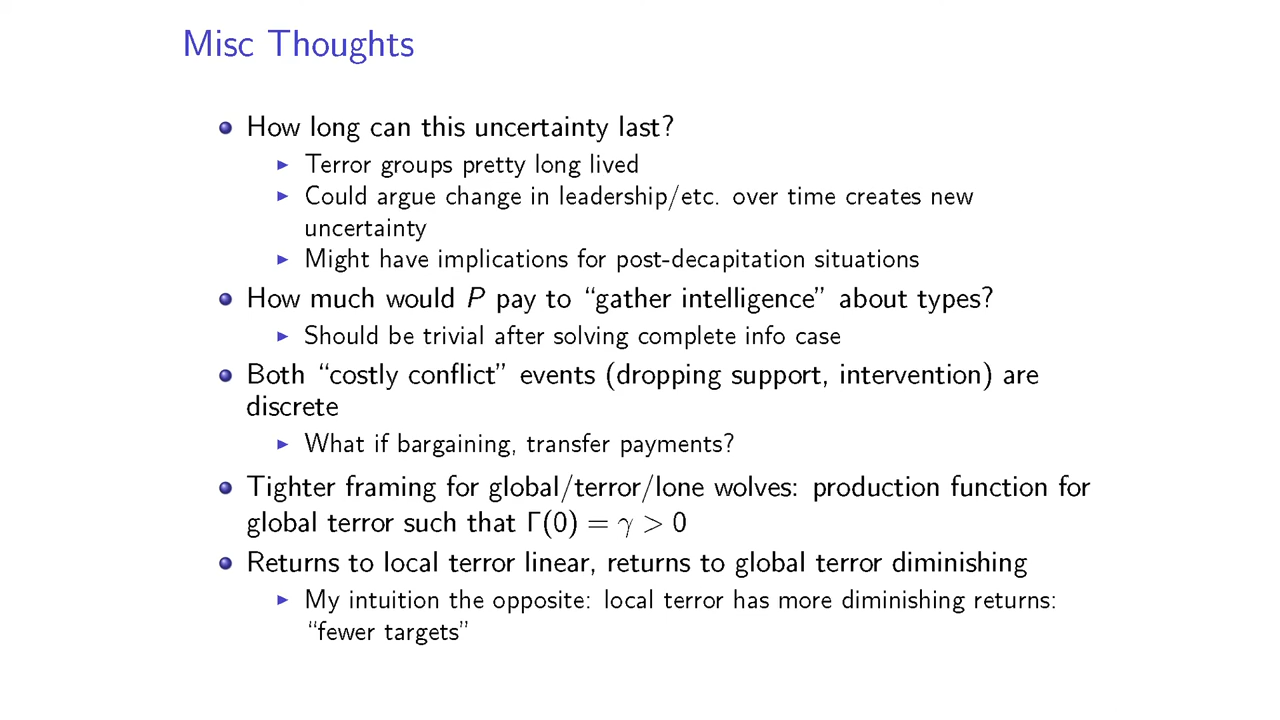 Misc Thoughts
How long can this uncertainty last?
Terror groups pretty long lived
Could argue change in leadership/etc. over time creates new
uncertainty
Might have implications for post-decapitation situations
How much would P pay to “gather intelligence” about types?
Should be trivial after solving complete info case
Both “costly conflict” events (dropping support, intervention) are
discrete
What if bargaining, transfer payments?
Tighter framing for global/terror/lone wolves: production function for
global terror such that Γ(0) = γ > 0
Returns to local terror linear, returns to global terror diminishing
My intuition the opposite: local terror has more diminishing returns:
“fewer targets”